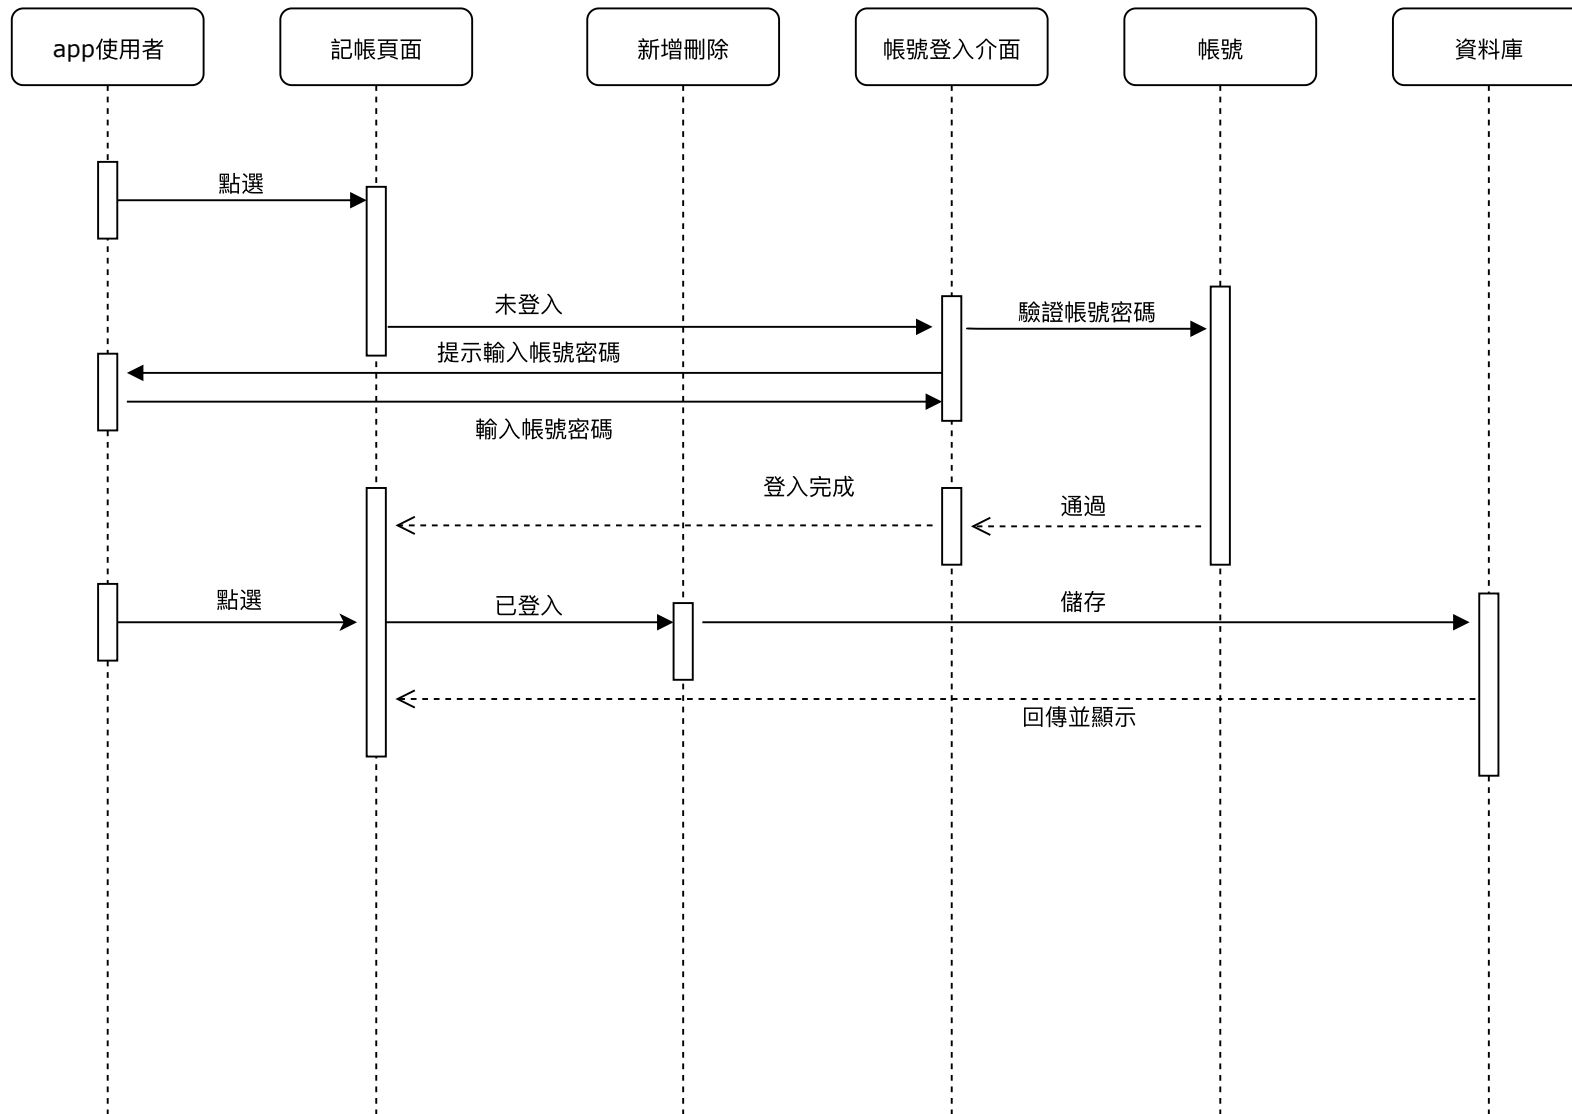 app使用者
記帳頁面
新增刪除
帳號登入介面
帳號
資料庫
點選
未登入
驗證帳號密碼
提示輸入帳號密碼
輸入帳號密碼
登入完成
通過
點選
已登入
儲存
回傳並顯示